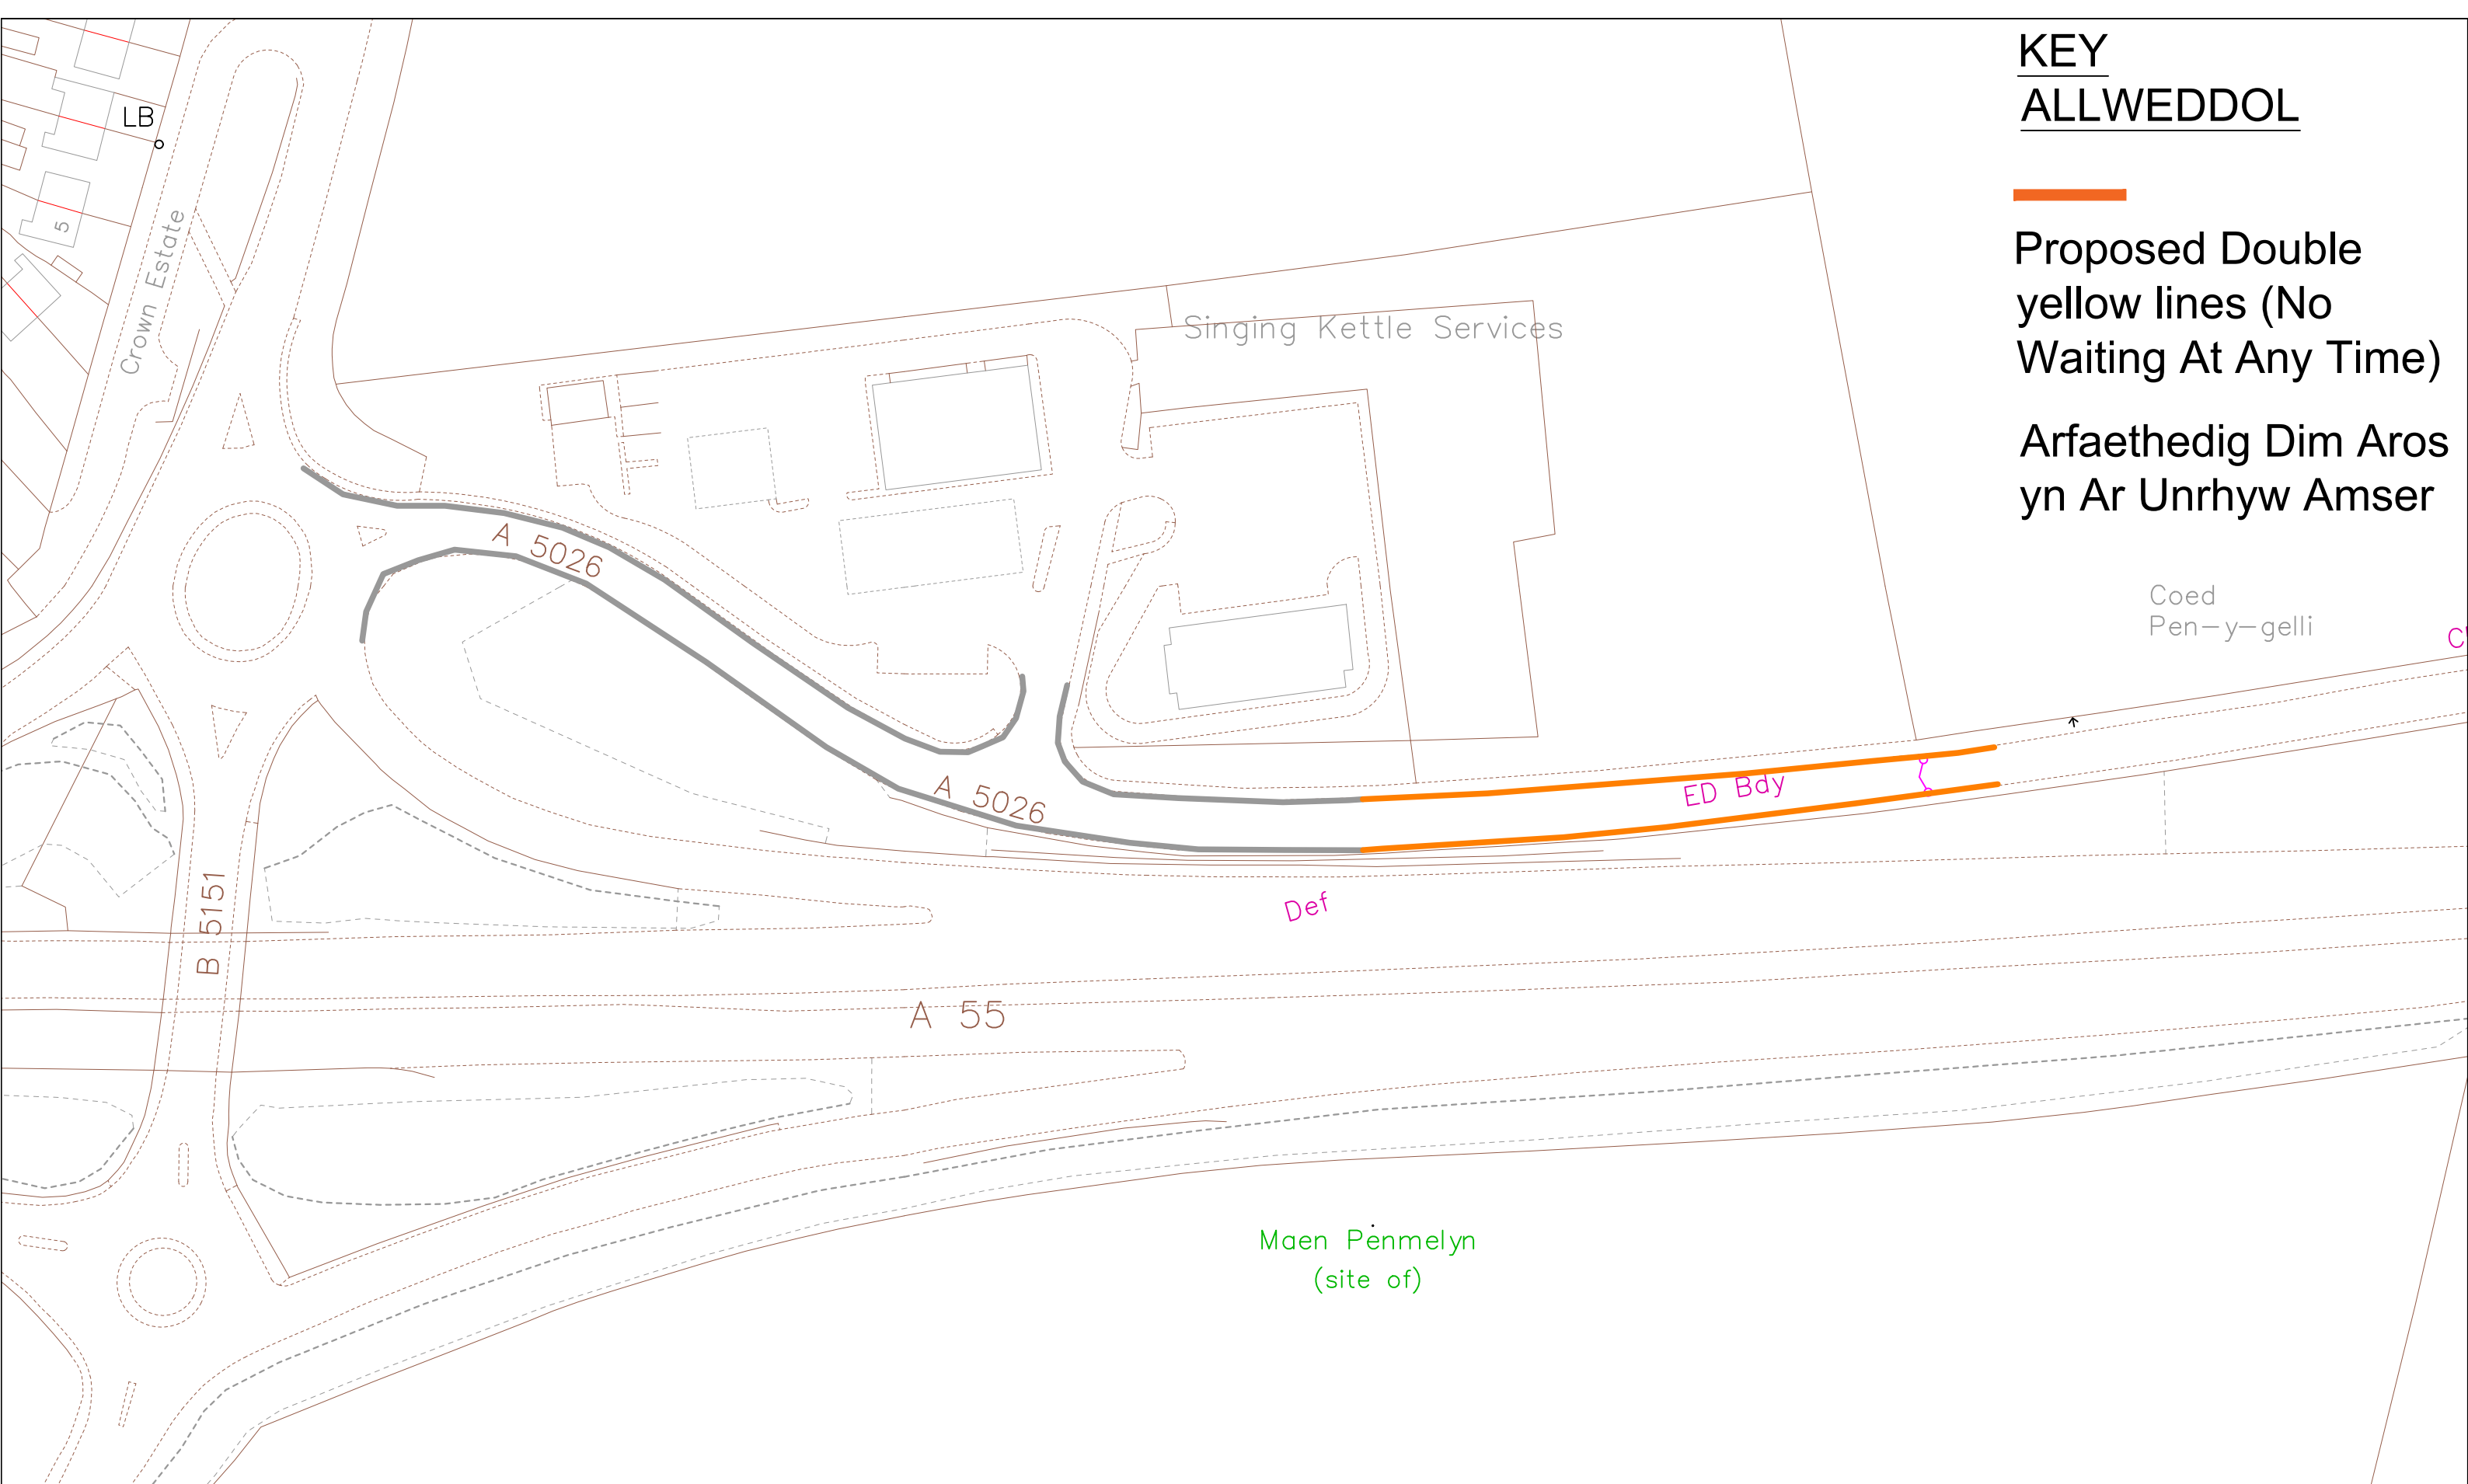 KEY
ALLWEDDOL
Proposed Double
yellow lines (No
Waiting At Any Time)
Arfaethedig Dim Aros
yn Ar Unrhyw Amser
LB
5
Crown Estate
Singing Kettle Services
A 5026
Coed
Pen-y-gelli
A 5026
ED Bdy
Def
B 5151
A 55
Maen Penmelyn
(site of)